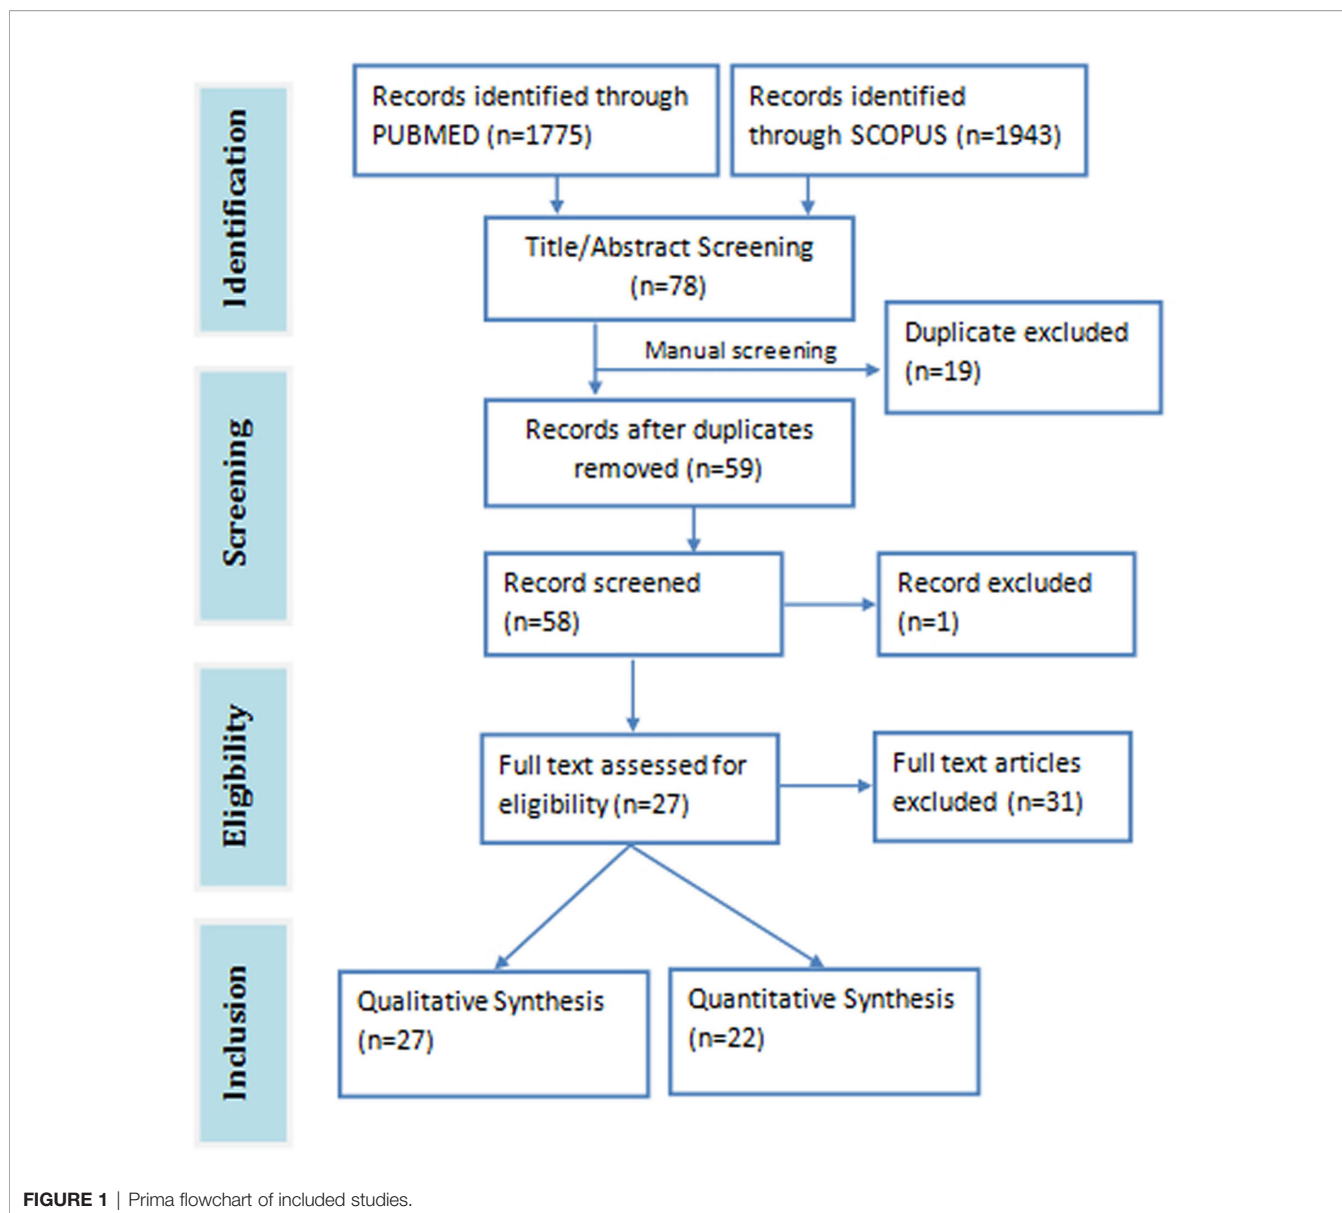 Identification
Records identified through
PUBMED (n=1775)
Records identified
through SCOPUS (n=1943)
Title/Abstract Screening
(n=78)
Manual screening
Duplicate excluded
(n=19)
Screening
Records after duplicates
removed (n=59)
Record screened
(n=58)
Record excluded
(n=1)
Eligibility
Full text assessed for
eligibility (n=27)
Full text articles
excluded (n=31)
Inclusion
Qualitative Synthesis
(n=27)
Quantitative Synthesis
(n=22)
FIGURE 1 | Prima flowchart of included studies.